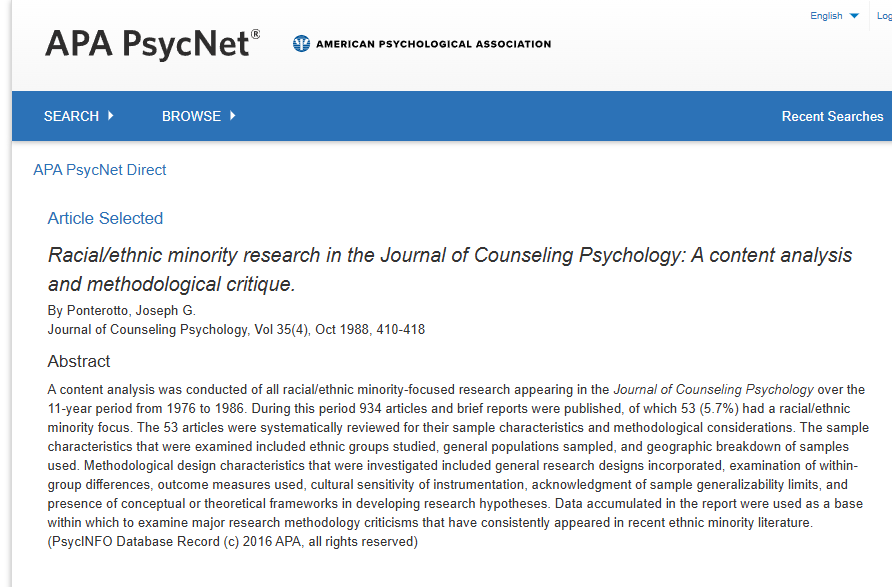 English
Log
APA PsycNet®
AMERICAN PSYCHOLOGICAL ASSOCIATION
SEARCH
BROWSE
Recent Searches
APA PsycNet Direct
Article Selected
Racial/ethnic minority research in the Journal of Counseling Psychology: A content analysis
and methodological critique.
By Ponterotto, Joseph G.
Journal of Counseling Psychology, Vol 35(4), Oct 1988, 410-418
Abstract
A content analysis was conducted of all racial/ethnic minority-focused research appearing in the Journal of Counseling Psychology over the
11-year period from 1976 to 1986. During this period 934 articles and brief reports were published, of which 53 (5.7%) had a racial/ethnic
minority focus. The 53 articles were systematically reviewed for their sample characteristics and methodological considerations. The sample
characteristics that were examined included ethnic groups studied, general populations sampled, and geographic breakdown of samples
used. Methodological design characteristics that were investigated included general research designs incorporated, examination of within-
group differences, outcome measures used, cultural sensitivity of instrumentation, acknowledgment of sample generalizability limits, and
presence of conceptual or theoretical frameworks in developing research hypotheses. Data accumulated in the report were used as a base
within which to examine major research methodology criticisms that have consistently appeared in recent ethnic minority literature.
(PsycINFO Database Record (c) 2016 APA, all rights reserved)